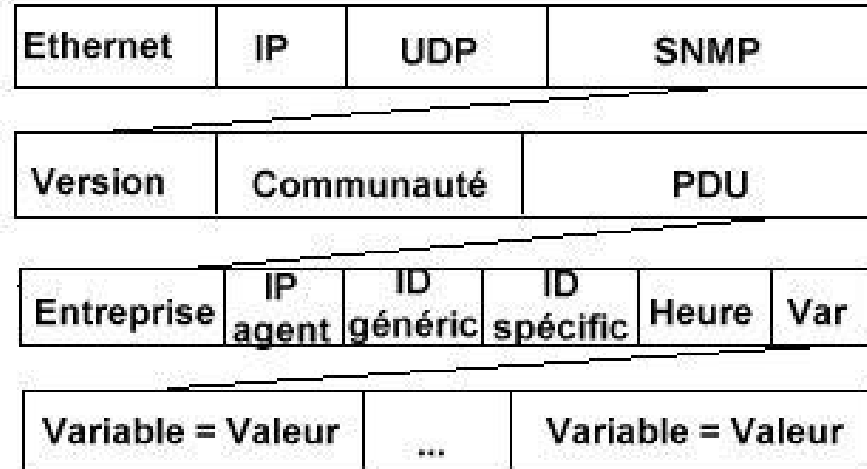 Ethernet IP UDP SNMP
Version Communauté PDU
Entreprise IP agent ID généric ID spécific Heure Var
Variable = Valeur ... Variable = Valeur